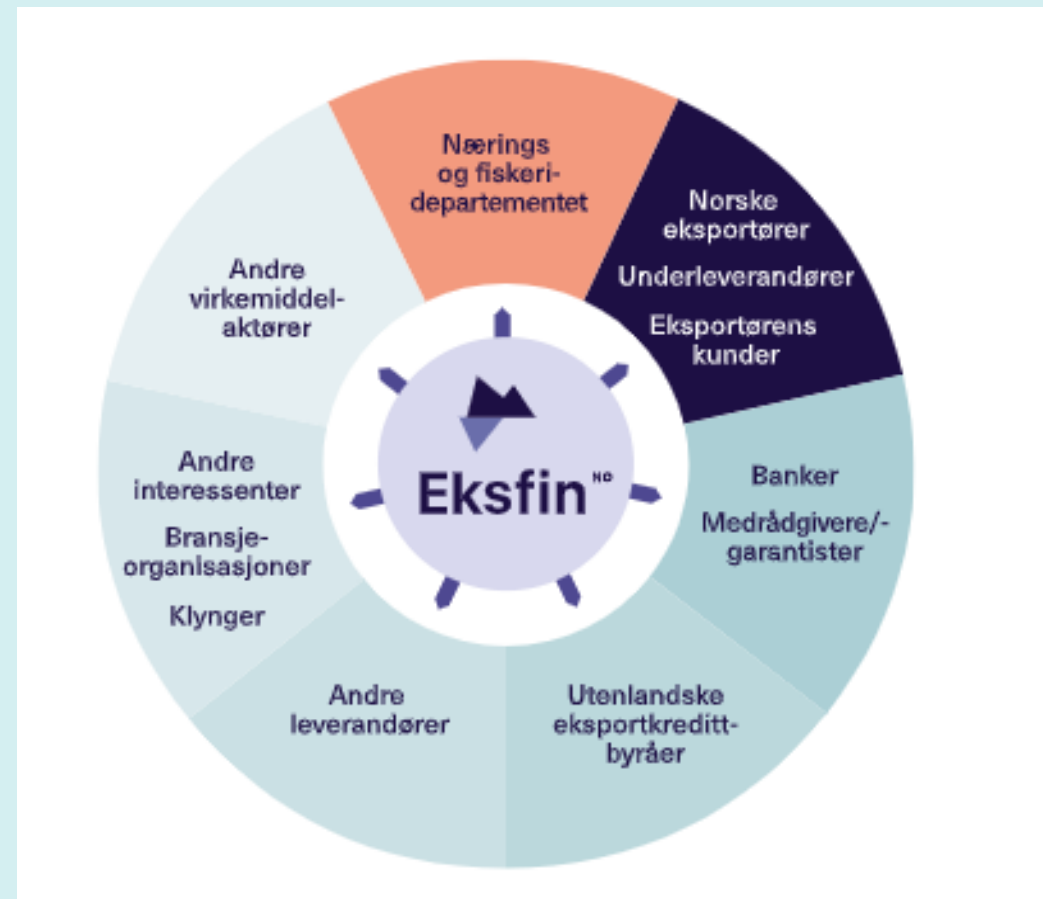 Nærings
og fiskeri-
departementet
Norske
eksportører
Underleverandører
Eksportørens
kunder
Banker
Medrådgivere/-
garantister
Utenlandske
eksportkreditt-
byråer
Andre
leverandører
Andre
interessenter
Bransje-
organisasjoner
Klynger
Andre
virkemiddel-
aktører
Eksfin NO